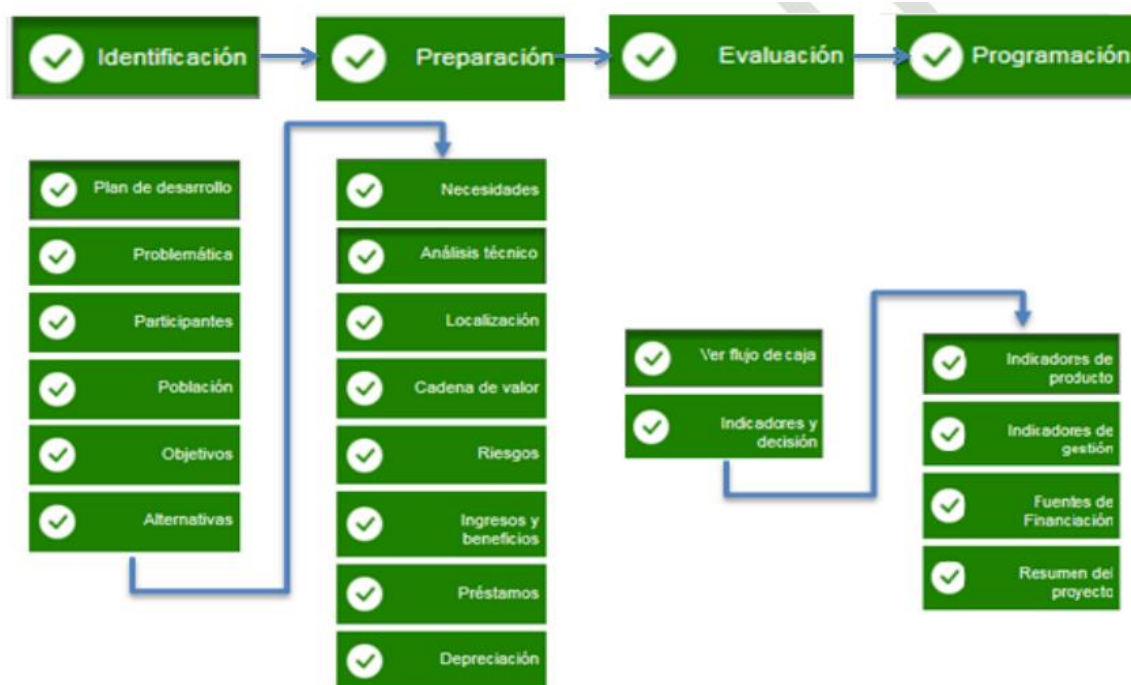 Identificación
Preparación
Evaluación
Programación
Plan de desarrollo
Problemática
Participantes
Población
Objetivos
Alternativas
Necesidades
Análisis técnico
Localización
Cadena de valor
Riesgos
Ingresos y
beneficios
Préstamos
Depreciación
Ver flujo de caja
Indicadores y
decisión
Indicadores de
producto
Indicadores de
gestión
Fuentes de
Financiación
Resumen del
proyecto